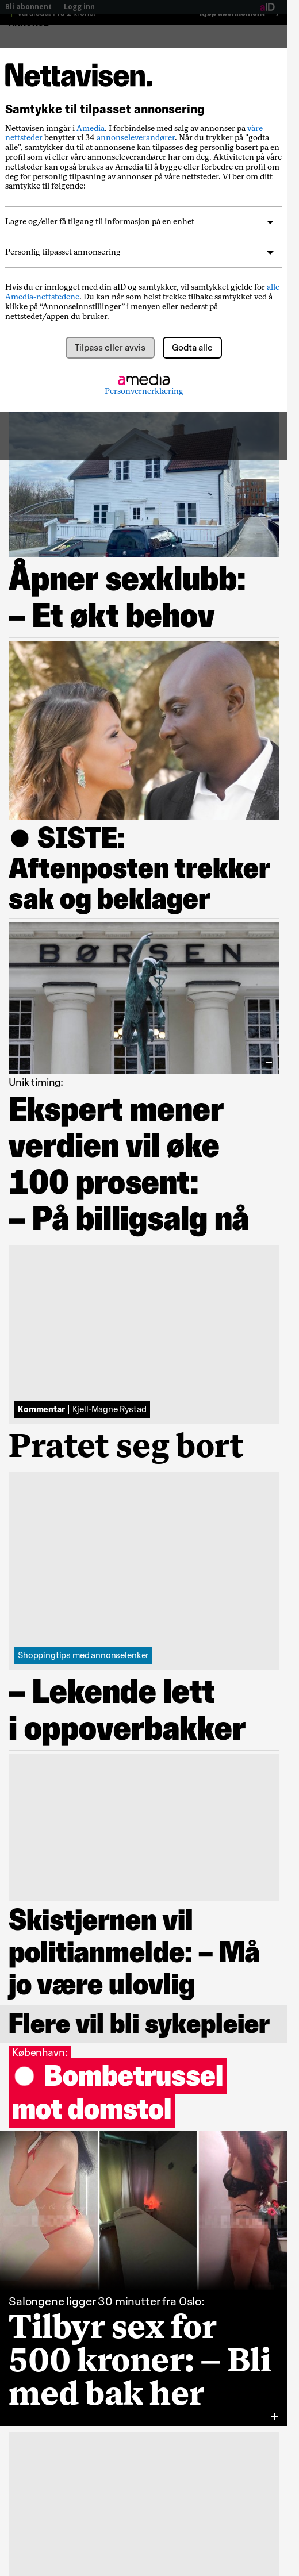 Bli abonnent | Logg inn
aID
Nettavisen.
Samtykke til tilpasset annonsering
Nettavisen inngår i Amedia. I forbindelse med salg av annonser på våre
nettsteder benytter vi 34 annonseleverandører. Når du trykker på "godta
alle", samtykker du til at vi og de andre kan tilpasses deg personlig basert på en
profil som vi eller våre annonseleverandører har om deg. Aktiviteten på våre
nettsteder kan også brukes av Amedia til å bygge eller forbedre en profil om
deg for personlig tilpasning av annonser på våre nettsteder. Vi ber om ditt
samtykke til følgende:
Lagre og/eller få tilgang til informasjon på en enhet
Personlig tilpasset annonsering
Hvis du er innlogget med din aID og samtykker, vil samtykket gjelde for alle
Amedia-nettstedene. Du kan når som helst trekke tilbake samtykket ved å
klikke på “Annonseinnstillinger” i menyen eller nederst på
nettstedet/appen du bruker.
Tilpass eller avvis
Godta alle
amedia
Personvernerklæring
Åpner sexklubb:
– Et økt behov
● SISTE:
Aftenposten trekker
sak og beklager
BØRSEN
Unik timing:
Ekspert mener
verdien vil øke
100 prosent:
– På billigsalg nå
Kommentar | Kjell-Magne Rystad
Pratet seg bort
Shoppingtips med annonselenker
– Lekende lett
i oppoverbakker
Skistjernen vil
politianmelde: – Må
jo være ulovlig
Flere vil bli sykepleier
København:
● Bombetrussel
mot domstol
Salongene ligger 30 minutter fra Oslo:
Tilbyr sex for
500 kroner: – Bli
med bak her